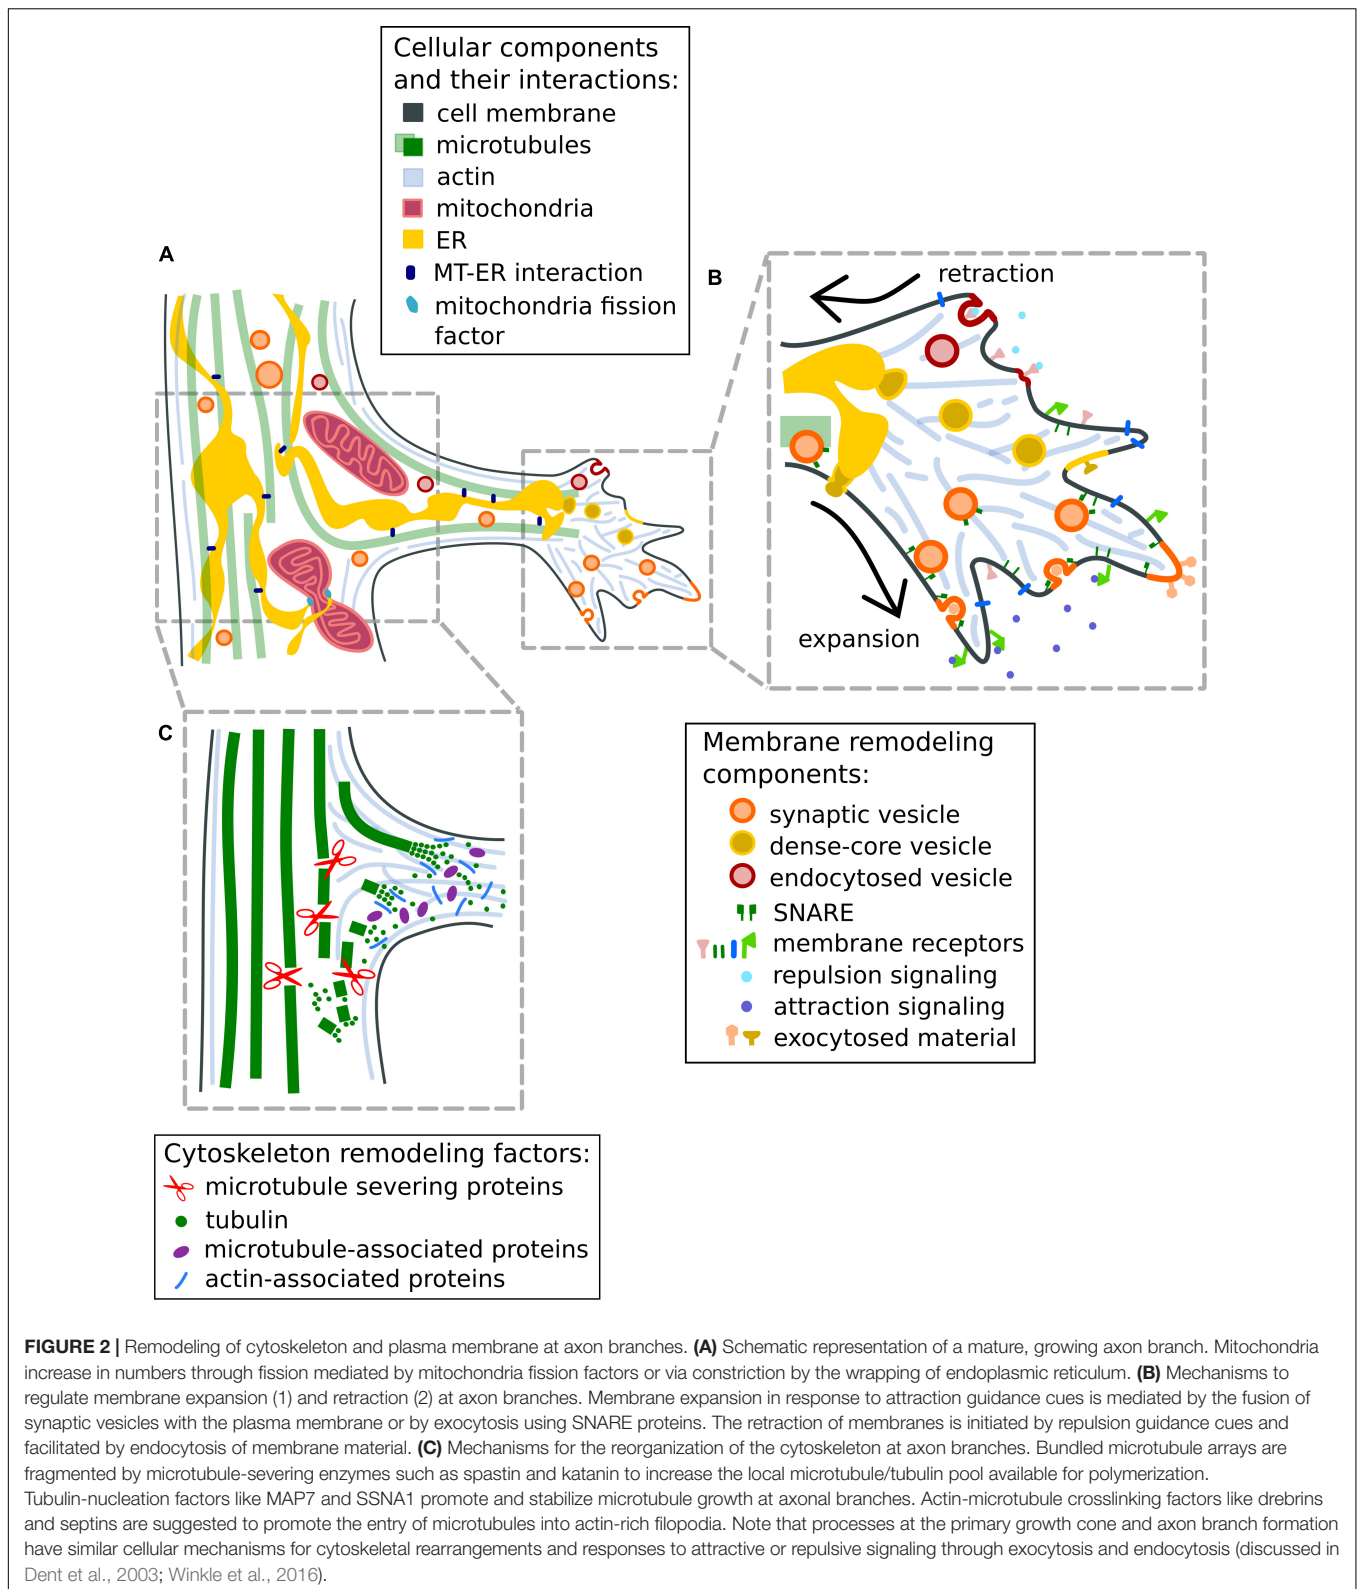 Cellular components
and their interactions:
cell membrane
microtubules
actin
mitochondria
ER
MT-ER interaction
mitochondria fission
factor
A
B
retraction
expansion
C
Membrane remodeling
components:
synaptic vesicle
dense-core vesicle
endocytosed vesicle
SNARE
membrane receptors
repulsion signaling
attraction signaling
exocytosed material
Cytoskeleton remodeling factors:
microtubule severing proteins
tubulin
microtubule-associated proteins
actin-associated proteins
FIGURE 2 | Remodeling of cytoskeleton and plasma membrane at axon branches. (A) Schematic representation of a mature, growing axon branch. Mitochondria
increase in numbers through fission mediated by mitochondria fission factors or via constriction by the wrapping of endoplasmic reticulum. (B) Mechanisms to
regulate membrane expansion (1) and retraction (2) at axon branches. Membrane expansion in response to attraction guidance cues is mediated by the fusion of
synaptic vesicles with the plasma membrane or by exocytosis using SNARE proteins. The retraction of membranes is initiated by repulsion guidance cues and
facilitated by endocytosis of membrane material. (C) Mechanisms for the reorganization of the cytoskeleton at axon branches. Bundled microtubule arrays are
fragmented by microtubule-severing enzymes such as spastin and katanin to increase the local microtubule/tubulin pool available for polymerization.
Tubulin-nucleation factors like MAP7 and SSNA1 promote and stabilize microtubule growth at axonal branches. Actin-microtubule crosslinking factors like drebrins
and septins are suggested to promote the entry of microtubules into actin-rich filopodia. Note that processes at the primary growth cone and axon branch formation
have similar cellular mechanisms for cytoskeletal rearrangements and responses to attractive or repulsive signaling through exocytosis and endocytosis (discussed in
Dent et al., 2003; Winkle et al., 2016).